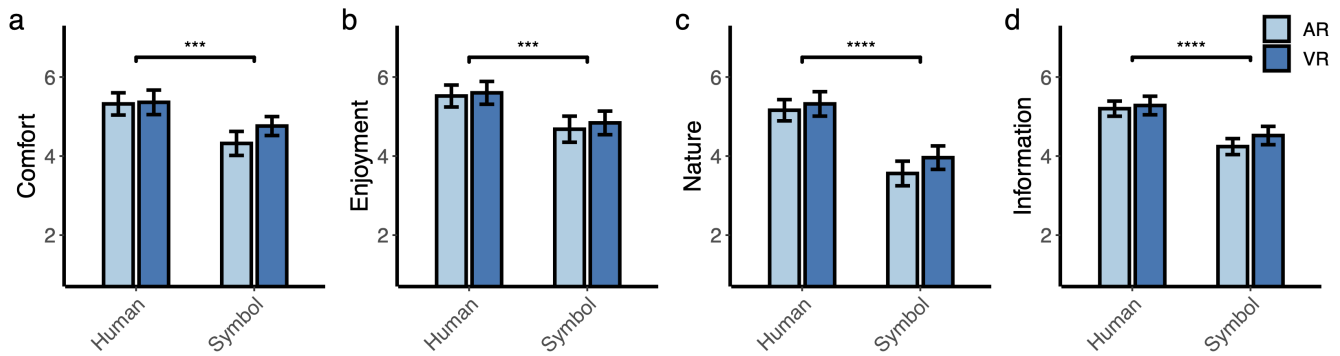 a
***
6
4
2
Comfort
Human
Symbol
b
***
6
4
2
Enjoyment
Human
Symbol
c
****
6
4
2
Nature
Human
Symbol
d
****
6
4
2
Information
Human
Symbol
AR
VR